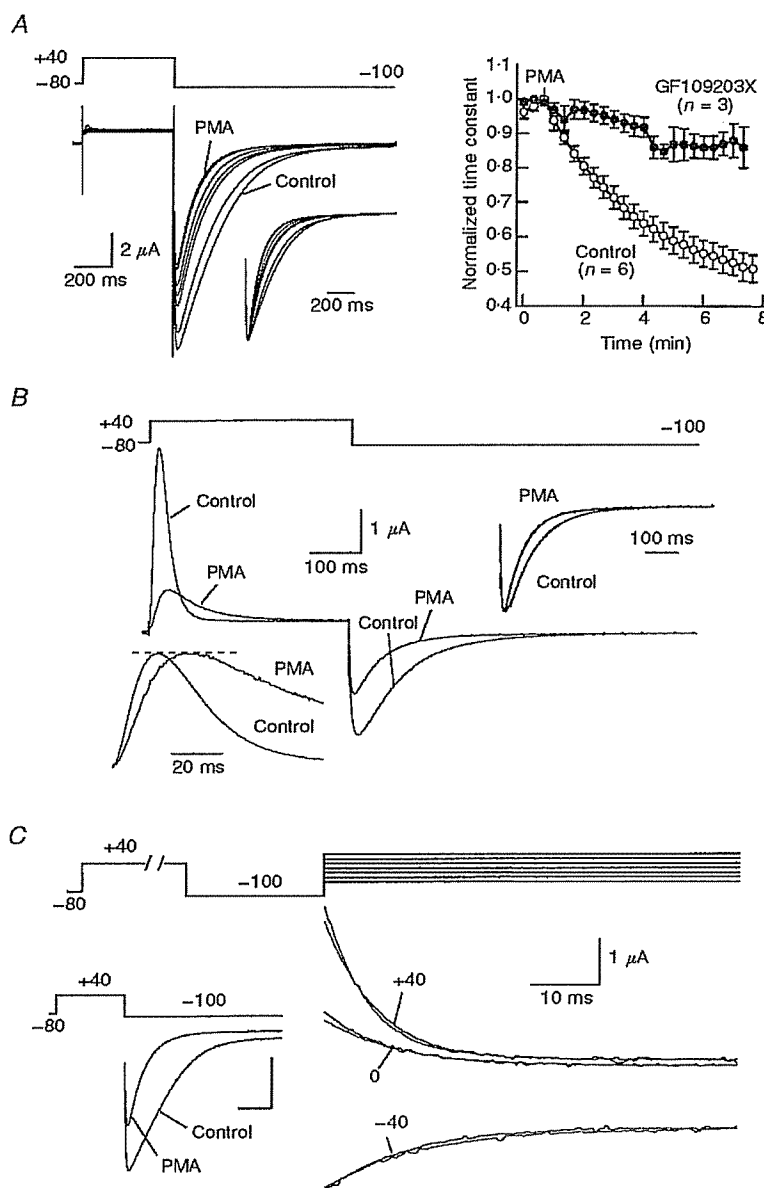 A
+40
−80
−100
PMA
Control
2 μA
200 ms
200 ms
Normalized time constant
1·1
1·0
0·9
0·8
0·7
0·6
0·5
0·4
PMA
GF109203X
(n = 3)
Control
(n = 6)
0 2 4 6 8
Time (min)
B
+40
−80
−100
Control
PMA
1 μA
100 ms
PMA
Control
100 ms
Control
PMA
PMA
Control
20 ms
C
+40
−80
−100
+40
−80
−100
Control
PMA
1 μA
10 ms
+40
0
−40